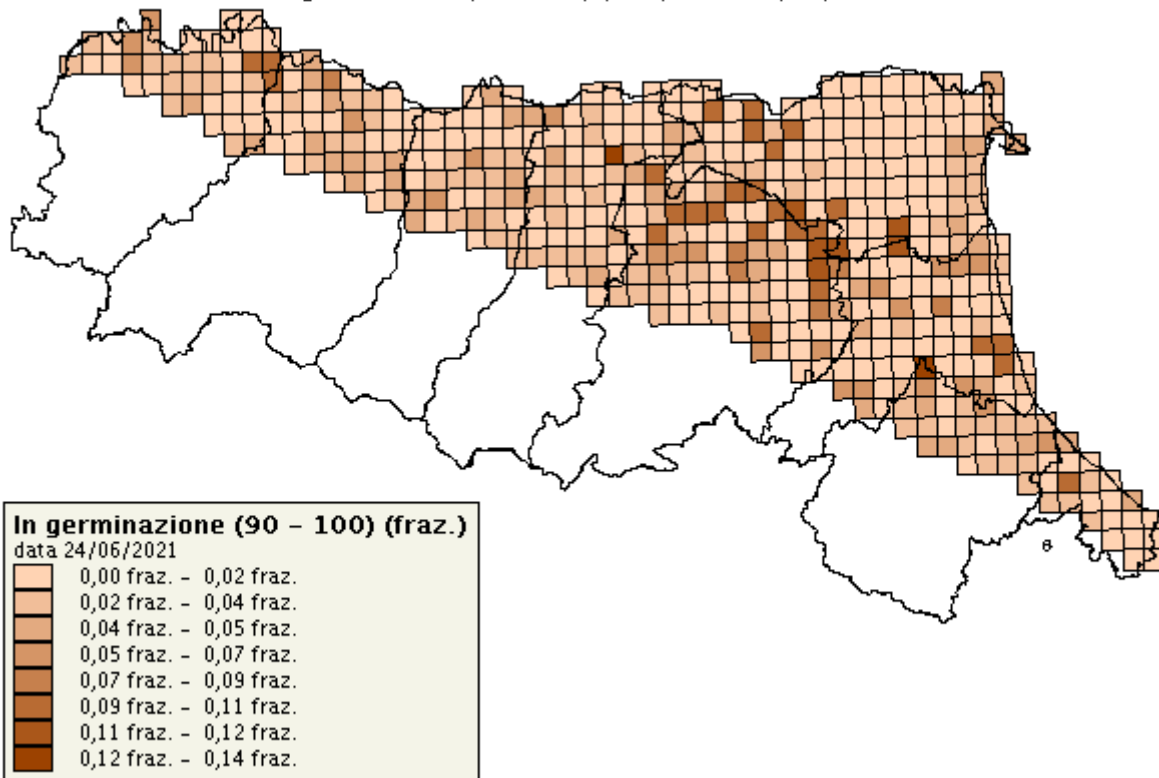 In germinazione (90 – 100) (fraz.)
data 24/06/2021
0,00 fraz. – 0,02 fraz.
0,02 fraz. – 0,04 fraz.
0,04 fraz. – 0,05 fraz.
0,05 fraz. – 0,07 fraz.
0,07 fraz. – 0,09 fraz.
0,09 fraz. – 0,11 fraz.
0,11 fraz. – 0,12 fraz.
0,12 fraz. – 0,14 fraz.